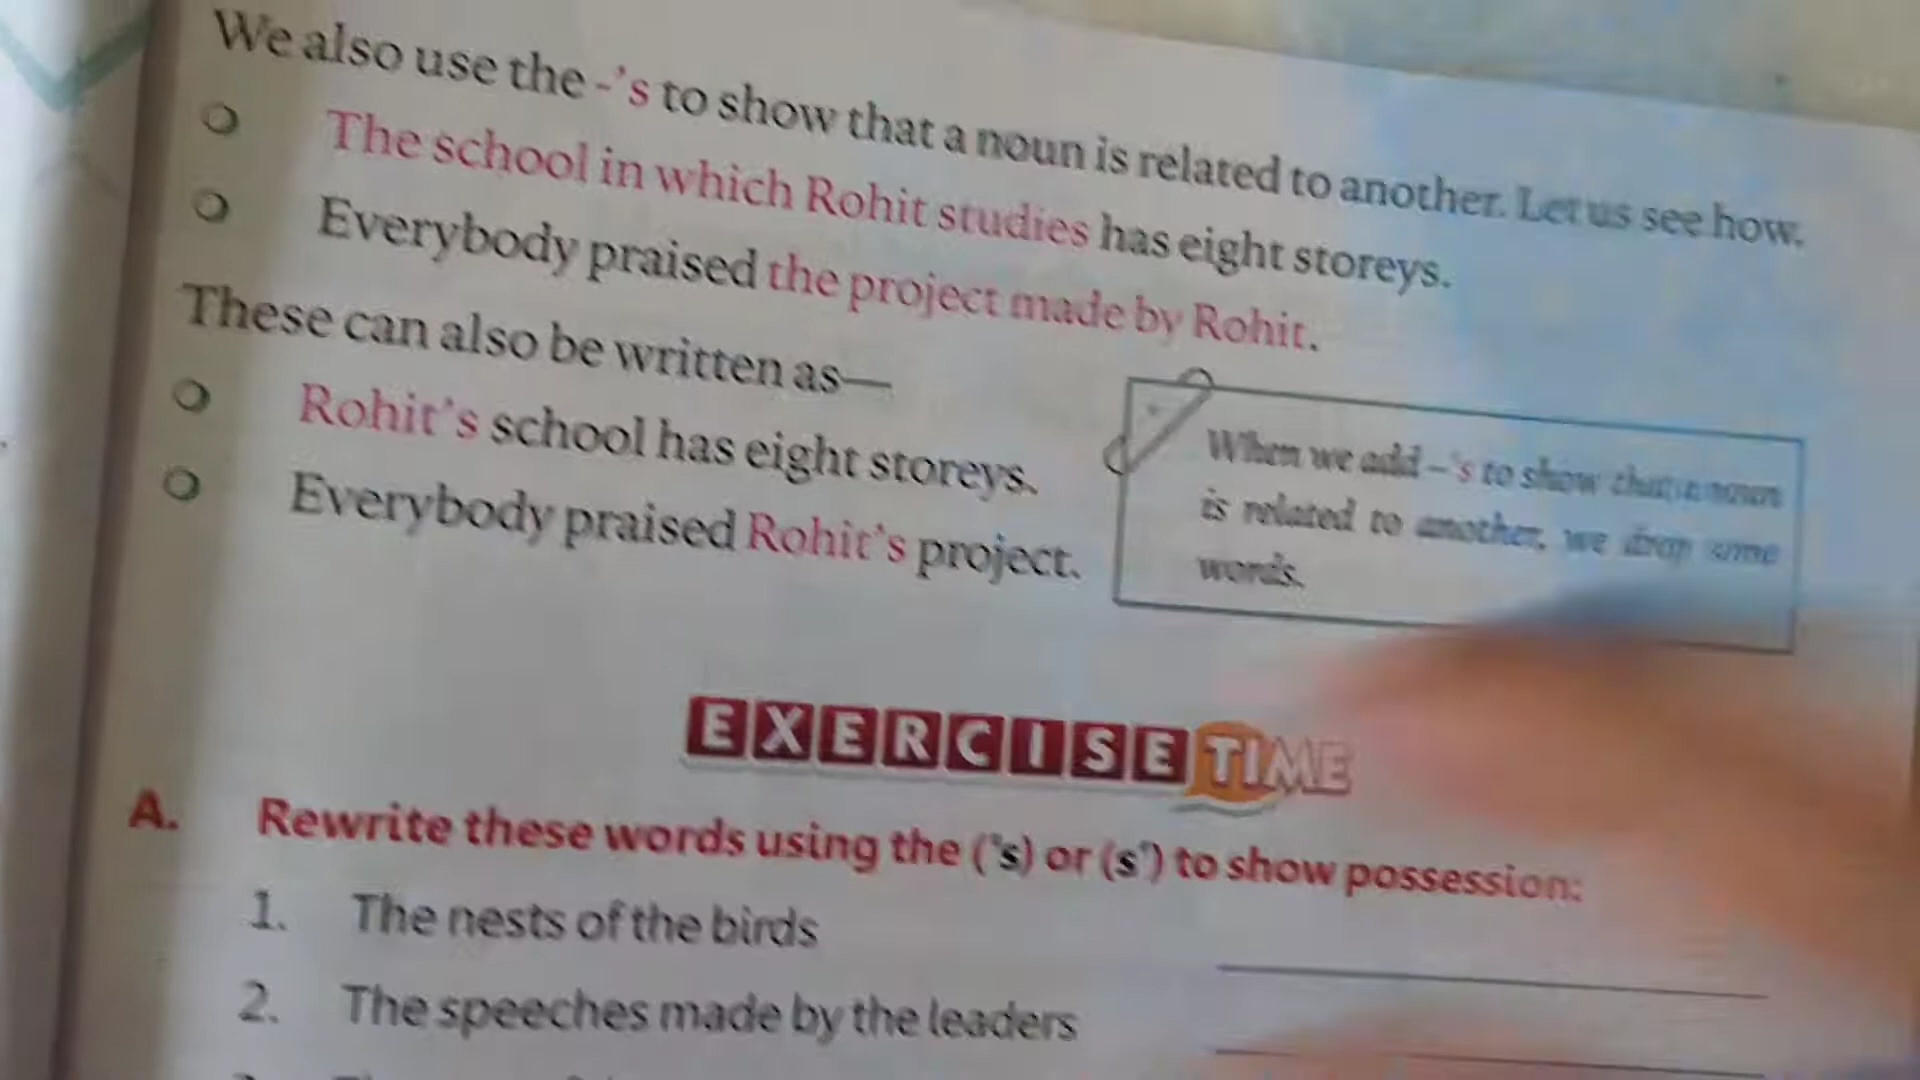 We also use the -'s to show that a noun is related to another. Let us see how.
The school in which Rohit studies has eight storeys.
Everybody praised the project made by Rohit.
These can also be written as—
Rohit's school has eight storeys.
Everybody praised Rohit's project.
When we add –'s to show that a noun
is related to another, we drop some
words.
EXERCISE TIME
A. Rewrite these words using the ('s) or (s') to show possession:
1. The nests of the birds
2. The speeches made by the leaders